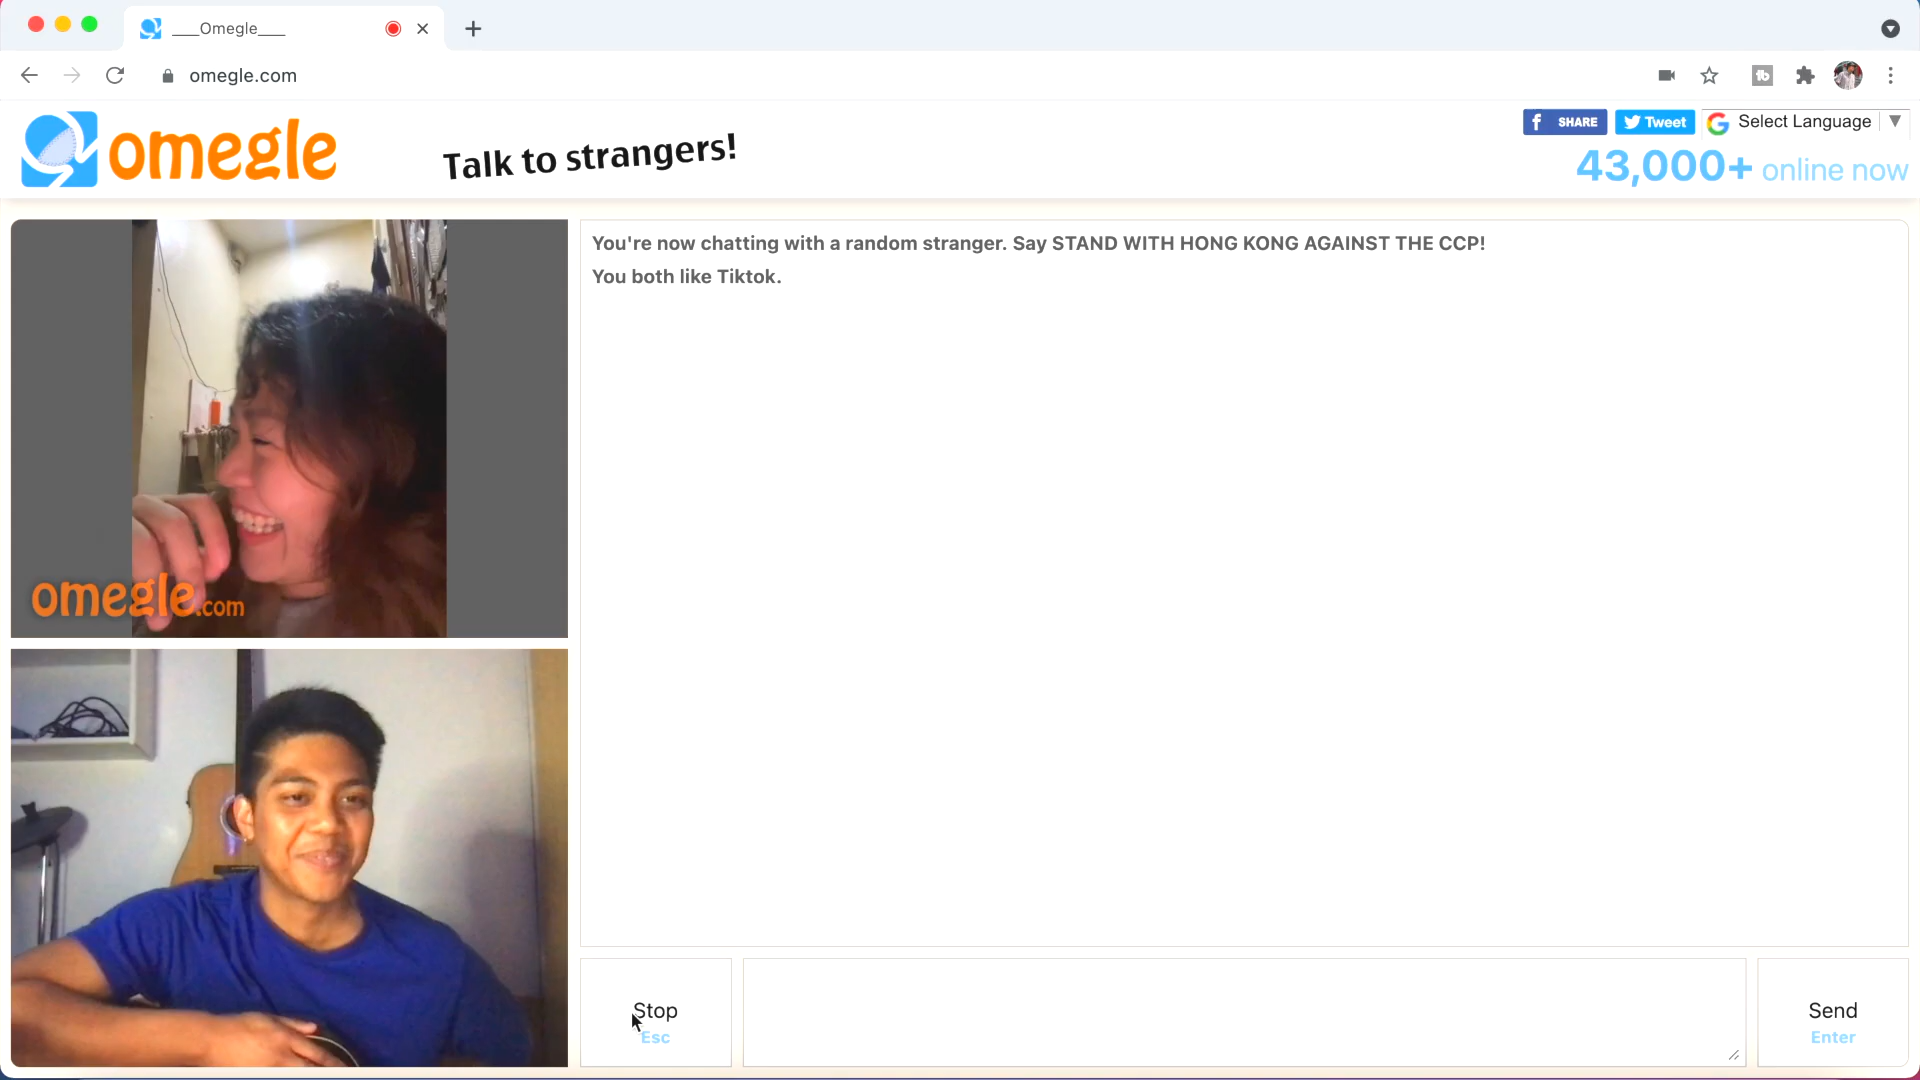 ___Omegle___
omegle.com
omegle
Talk to strangers!
f SHARE
Tweet
G Select Language ▼
43,000+ online now
You're now chatting with a random stranger. Say STAND WITH HONG KONG AGAINST THE CCP!
You both like Tiktok.
omegle.com
Stop
Esc
Send
Enter